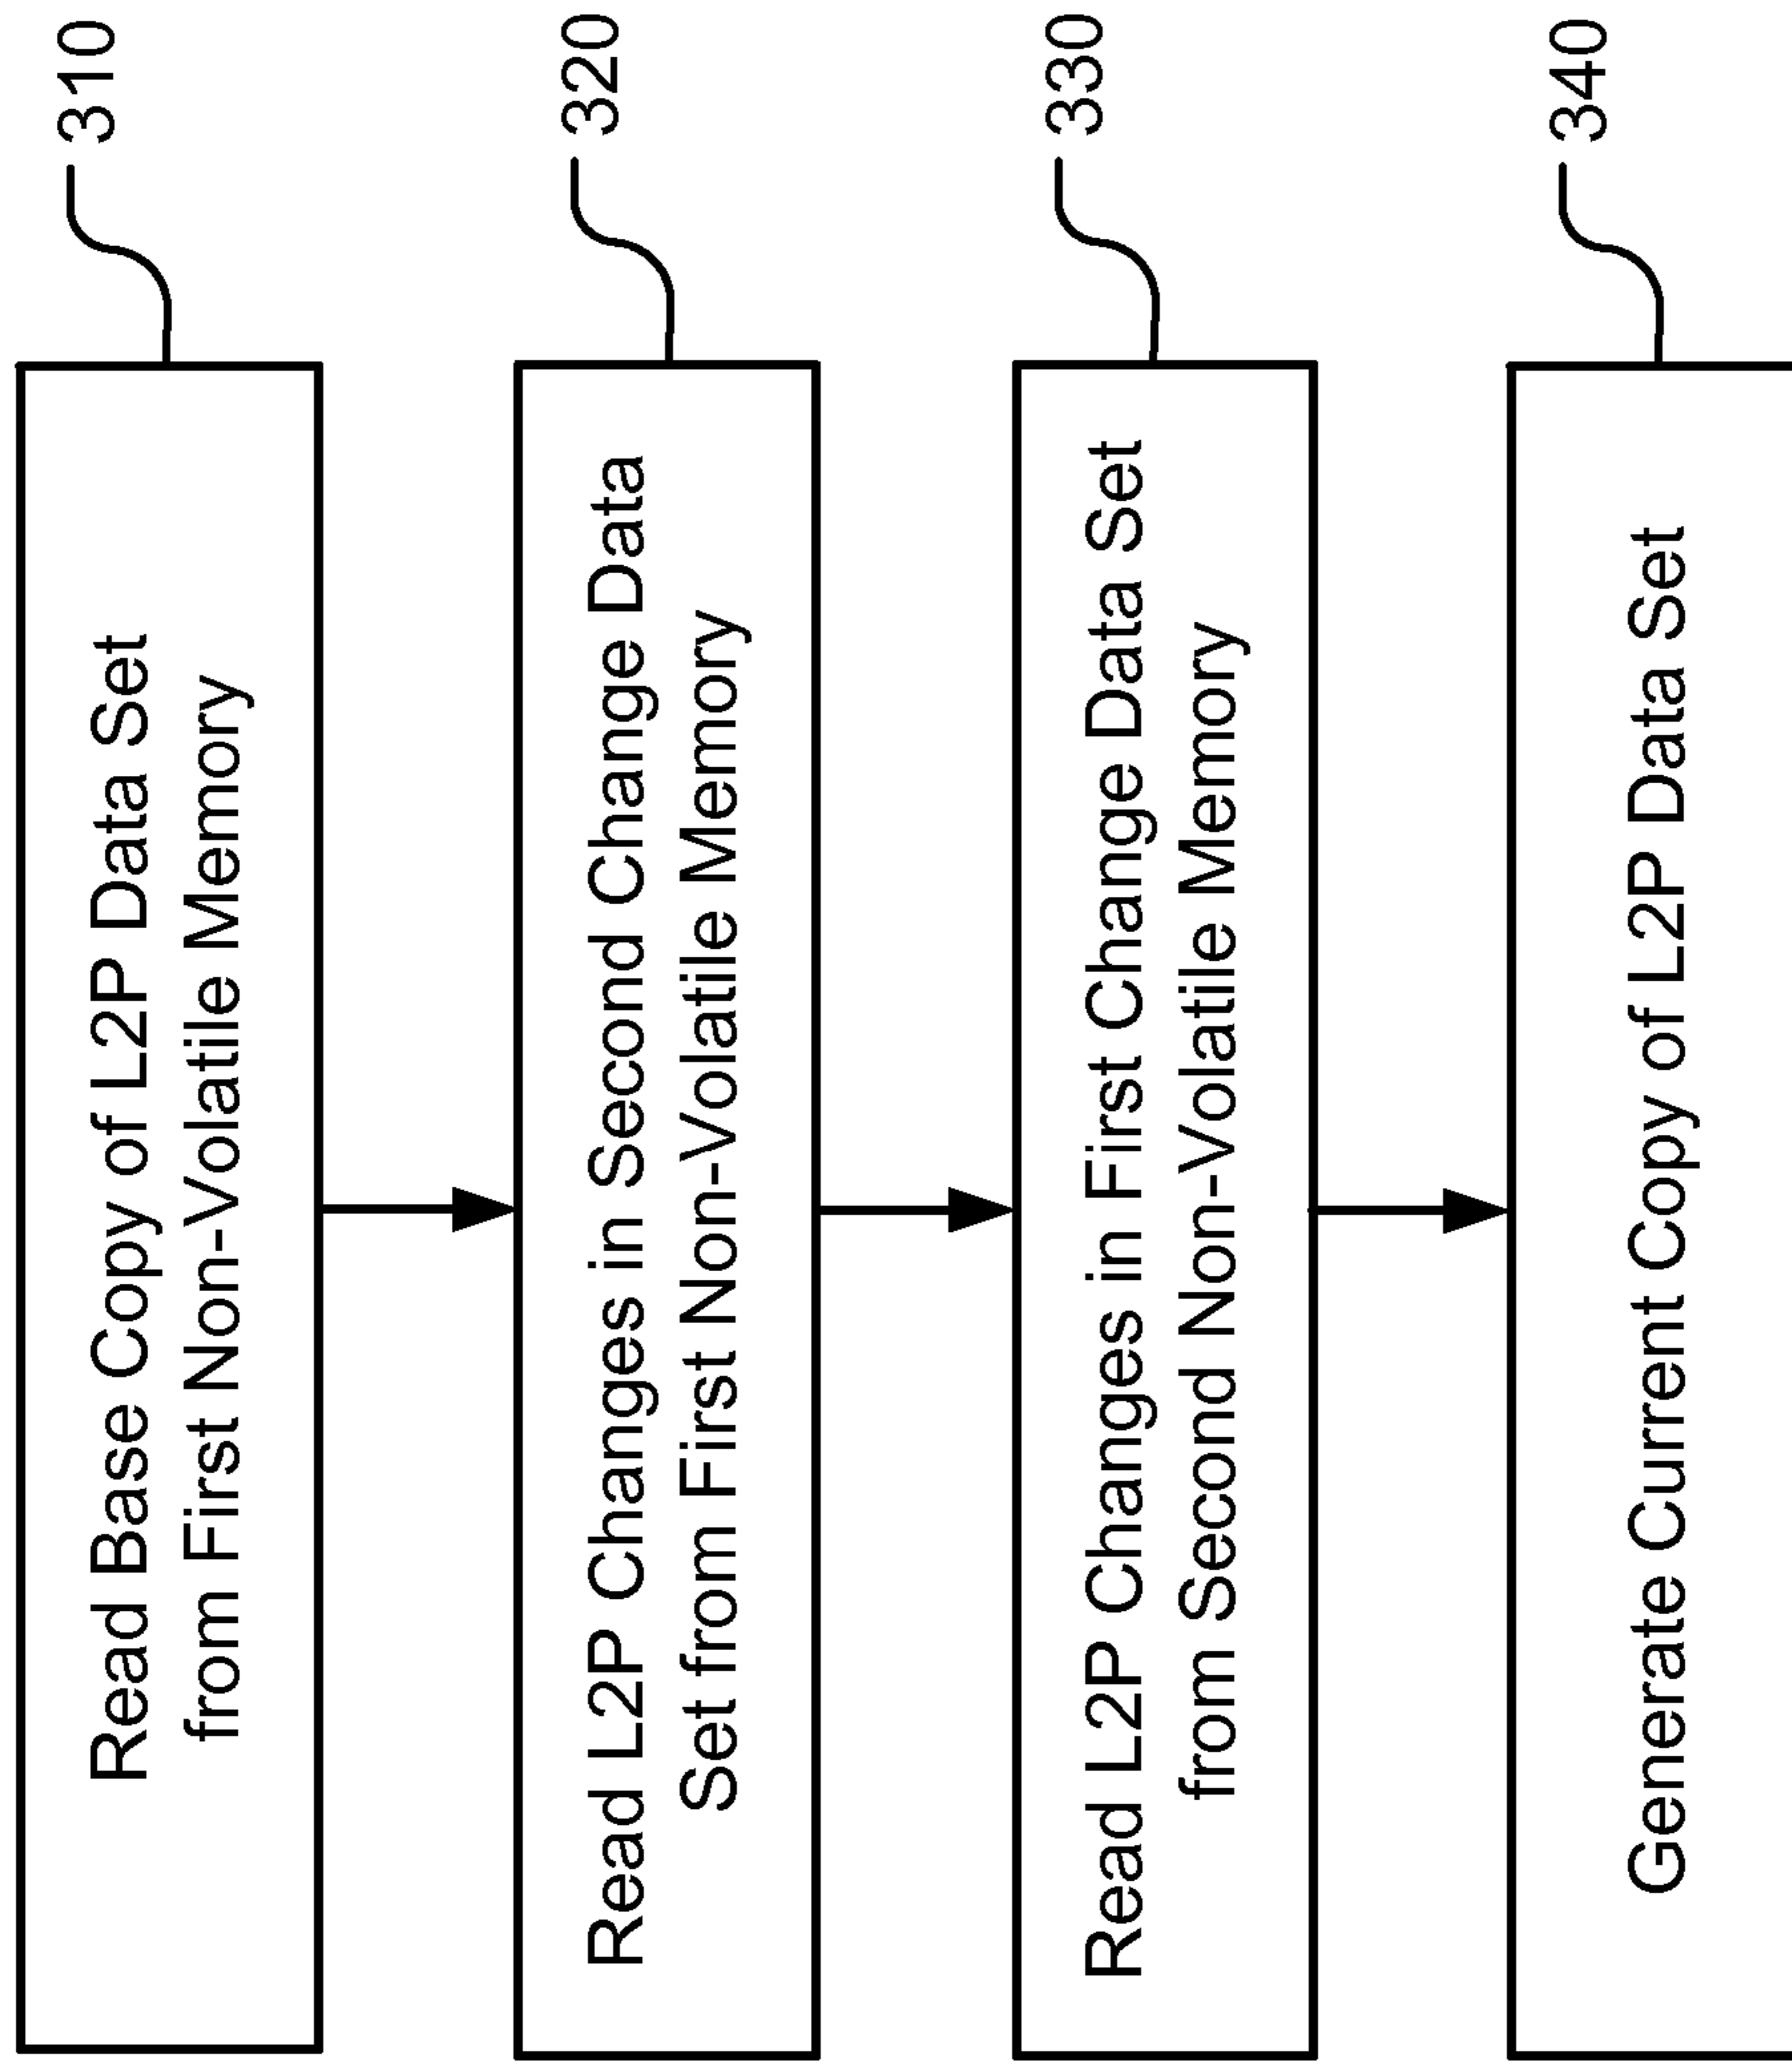 Read Base Copy of L2P Data Set
from First Non-Volatile Memory
310
Read L2P Changes in Second Change Data
Set from First Non-Volatile Memory
320
Read L2P Changes in First Change Data Set
from Second Non-Volatile Memory
330
Generate Current Copy of L2P Data Set
340